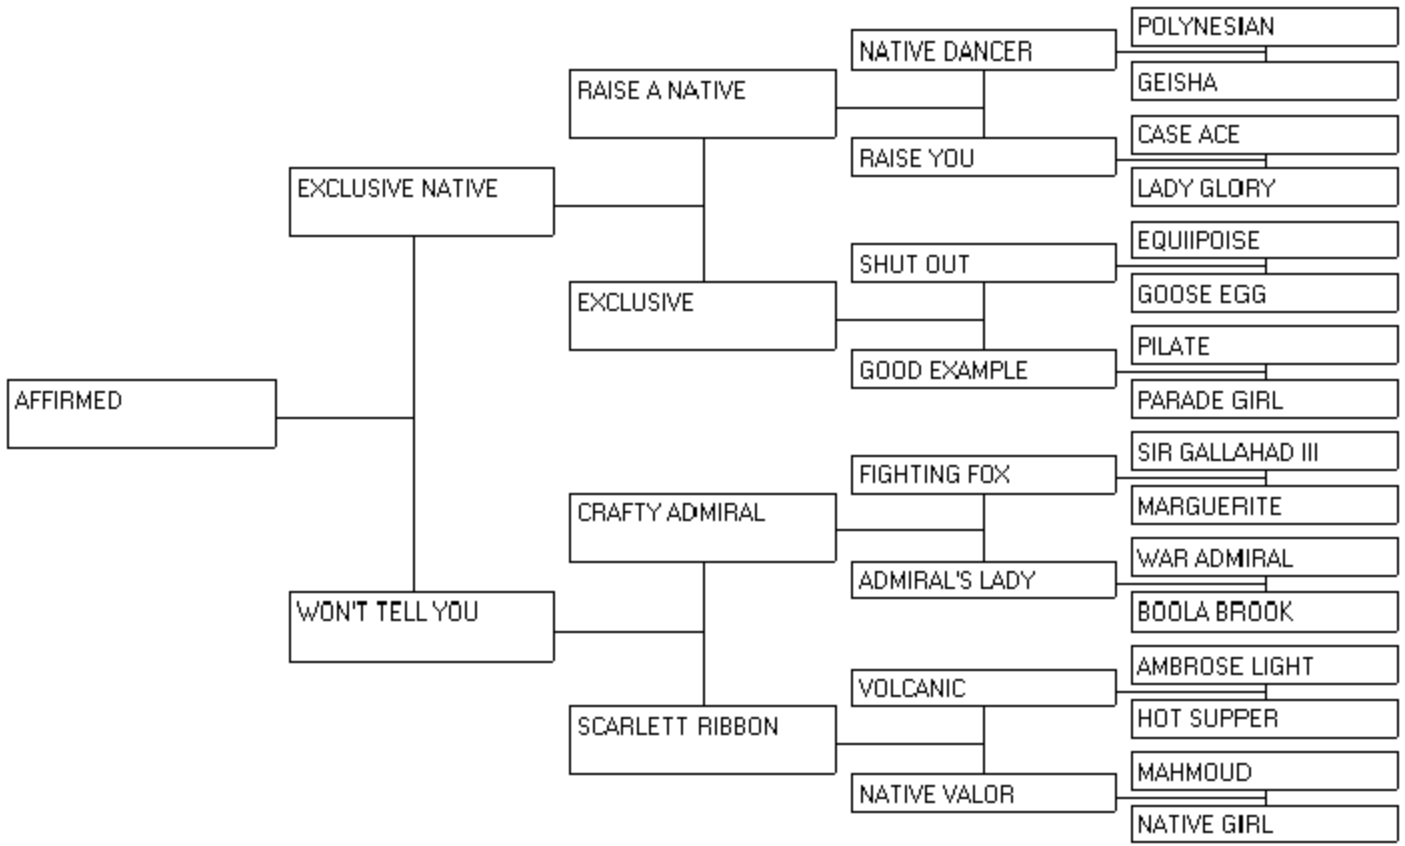 POLYNESIAN
NATIVE DANCER
GEISHA
RAISE A NATIVE
CASE ACE
RAISE YOU
LADY GLORY
EXCLUSIVE NATIVE
EQUIIPOISE
SHUT OUT
GOOSE EGG
EXCLUSIVE
PILATE
GOOD EXAMPLE
PARADE GIRL
AFFIRMED
SIR GALLAHAD III
FIGHTING FOX
MARGUERITE
CRAFTY ADMIRAL
WAR ADMIRAL
ADMIRAL'S LADY
BOOLA BROOK
WON'T TELL YOU
AMBROSE LIGHT
VOLCANIC
HOT SUPPER
SCARLETT RIBBON
MAHMOUD
NATIVE VALOR
NATIVE GIRL